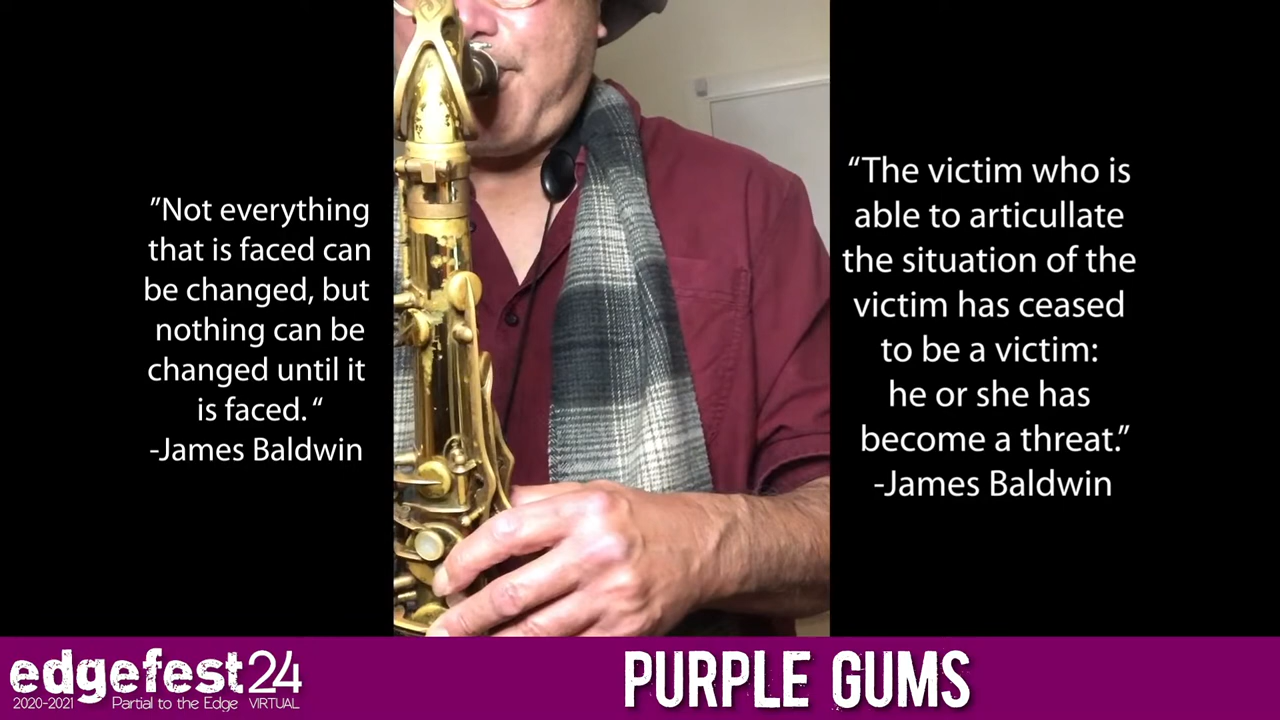 ”Not everything
that is faced can
be changed, but
nothing can be
changed until it
is faced. “
-James Baldwin
“The victim who is
able to articullate
the situation of the
victim has ceased
to be a victim:
he or she has
become a threat.”
-James Baldwin
edgefest24
2020-2021 Partial to the Edge VIRTUAL
PURPLE GUMS